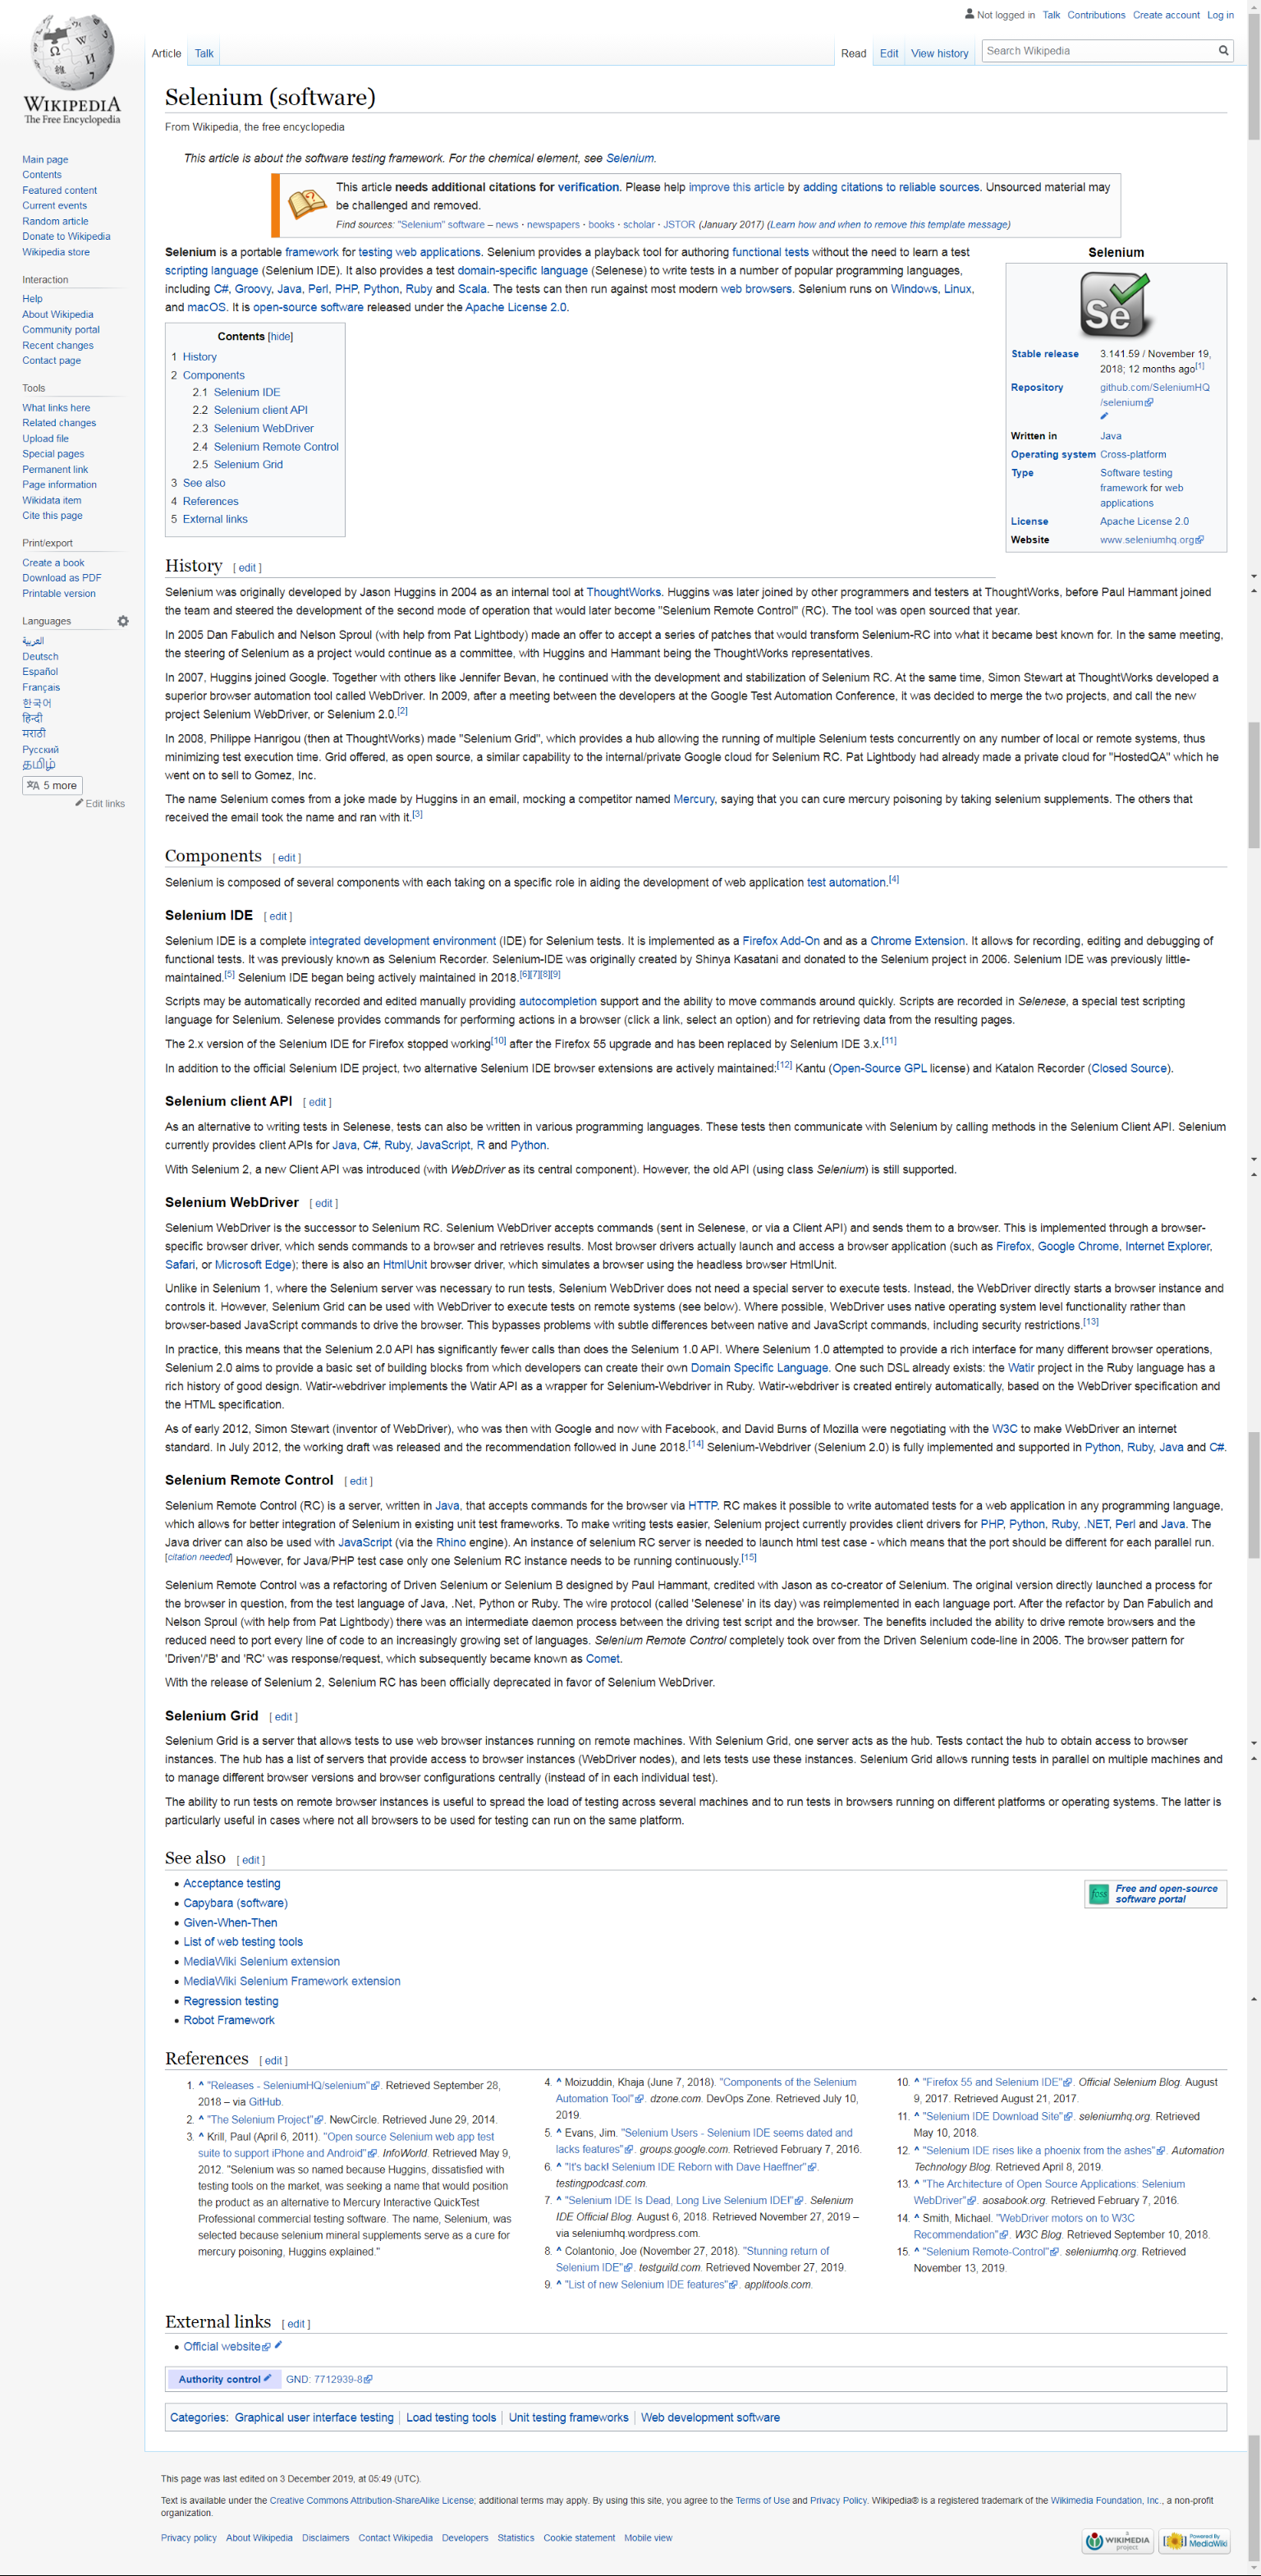 Not logged in Talk Contributions Create account Log in
Article Talk
Read Edit View history
Search Wikipedia
WIKIPEDIA
The Free Encyclopedia
Main page
Contents
Featured content
Current events
Random article
Donate to Wikipedia
Wikipedia store
Interaction
Help
About Wikipedia
Community portal
Recent changes
Contact page
Tools
What links here
Related changes
Upload file
Special pages
Permanent link
Page information
Wikidata item
Cite this page
Print/export
Create a book
Download as PDF
Printable version
Languages
العربية
Deutsch
Español
Français
한국어
हिन्दी
मराठी
Русский
தமிழ்
5 more
Edit links
Selenium (software)
From Wikipedia, the free encyclopedia
This article is about the software testing framework. For the chemical element, see Selenium.
This article needs additional citations for verification. Please help improve this article by adding citations to reliable sources. Unsourced material may
be challenged and removed.
Find sources: "Selenium" software – news · newspapers · books · scholar · JSTOR (January 2017) (Learn how and when to remove this template message)
Selenium is a portable framework for testing web applications. Selenium provides a playback tool for authoring functional tests without the need to learn a test
scripting language (Selenium IDE). It also provides a test domain-specific language (Selenese) to write tests in a number of popular programming languages,
including C#, Groovy, Java, Perl, PHP, Python, Ruby and Scala. The tests can then run against most modern web browsers. Selenium runs on Windows, Linux,
and macOS. It is open-source software released under the Apache License 2.0.
Selenium
Se
Stable release 3.141.59 / November 19,
2018; 12 months ago[1]
Repository github.com/SeleniumHQ
/selenium
Written in Java
Operating system Cross-platform
Type Software testing
framework for web
applications
License Apache License 2.0
Website www.seleniumhq.org
Contents [hide]
1 History
2 Components
2.1 Selenium IDE
2.2 Selenium client API
2.3 Selenium WebDriver
2.4 Selenium Remote Control
2.5 Selenium Grid
3 See also
4 References
5 External links
History [ edit ]
Selenium was originally developed by Jason Huggins in 2004 as an internal tool at ThoughtWorks. Huggins was later joined by other programmers and testers at ThoughtWorks, before Paul Hammant joined
the team and steered the development of the second mode of operation that would later become "Selenium Remote Control" (RC). The tool was open sourced that year.
In 2005 Dan Fabulich and Nelson Sproul (with help from Pat Lightbody) made an offer to accept a series of patches that would transform Selenium-RC into what it became best known for. In the same meeting,
the steering of Selenium as a project would continue as a committee, with Huggins and Hammant being the ThoughtWorks representatives.
In 2007, Huggins joined Google. Together with others like Jennifer Bevan, he continued with the development and stabilization of Selenium RC. At the same time, Simon Stewart at ThoughtWorks developed a
superior browser automation tool called WebDriver. In 2009, after a meeting between the developers at the Google Test Automation Conference, it was decided to merge the two projects, and call the new
project Selenium WebDriver, or Selenium 2.0.[2]
In 2008, Philippe Hanrigou (then at ThoughtWorks) made "Selenium Grid", which provides a hub allowing the running of multiple Selenium tests concurrently on any number of local or remote systems, thus
minimizing test execution time. Grid offered, as open source, a similar capability to the internal/private Google cloud for Selenium RC. Pat Lightbody had already made a private cloud for "HostedQA" which he
went on to sell to Gomez, Inc.
The name Selenium comes from a joke made by Huggins in an email, mocking a competitor named Mercury, saying that you can cure mercury poisoning by taking selenium supplements. The others that
received the email took the name and ran with it.[3]
Components [ edit ]
Selenium is composed of several components with each taking on a specific role in aiding the development of web application test automation.[4]
Selenium IDE [ edit ]
Selenium IDE is a complete integrated development environment (IDE) for Selenium tests. It is implemented as a Firefox Add-On and as a Chrome Extension. It allows for recording, editing and debugging of
functional tests. It was previously known as Selenium Recorder. Selenium-IDE was originally created by Shinya Kasatani and donated to the Selenium project in 2006. Selenium IDE was previously little-
maintained.[5] Selenium IDE began being actively maintained in 2018.[6][7][8][9]
Scripts may be automatically recorded and edited manually providing autocompletion support and the ability to move commands around quickly. Scripts are recorded in Selenese, a special test scripting
language for Selenium. Selenese provides commands for performing actions in a browser (click a link, select an option) and for retrieving data from the resulting pages.
The 2.x version of the Selenium IDE for Firefox stopped working[10] after the Firefox 55 upgrade and has been replaced by Selenium IDE 3.x.[11]
In addition to the official Selenium IDE project, two alternative Selenium IDE browser extensions are actively maintained:[12] Kantu (Open-Source GPL license) and Katalon Recorder (Closed Source).
Selenium client API [ edit ]
As an alternative to writing tests in Selenese, tests can also be written in various programming languages. These tests then communicate with Selenium by calling methods in the Selenium Client API. Selenium
currently provides client APIs for Java, C#, Ruby, JavaScript, R and Python.
With Selenium 2, a new Client API was introduced (with WebDriver as its central component). However, the old API (using class Selenium) is still supported.
Selenium WebDriver [ edit ]
Selenium WebDriver is the successor to Selenium RC. Selenium WebDriver accepts commands (sent in Selenese, or via a Client API) and sends them to a browser. This is implemented through a browser-
specific browser driver, which sends commands to a browser and retrieves results. Most browser drivers actually launch and access a browser application (such as Firefox, Google Chrome, Internet Explorer,
Safari, or Microsoft Edge); there is also an HtmlUnit browser driver, which simulates a browser using the headless browser HtmlUnit.
Unlike in Selenium 1, where the Selenium server was necessary to run tests, Selenium WebDriver does not need a special server to execute tests. Instead, the WebDriver directly starts a browser instance and
controls it. However, Selenium Grid can be used with WebDriver to execute tests on remote systems (see below). Where possible, WebDriver uses native operating system level functionality rather than
browser-based JavaScript commands to drive the browser. This bypasses problems with subtle differences between native and JavaScript commands, including security restrictions.[13]
In practice, this means that the Selenium 2.0 API has significantly fewer calls than does the Selenium 1.0 API. Where Selenium 1.0 attempted to provide a rich interface for many different browser operations,
Selenium 2.0 aims to provide a basic set of building blocks from which developers can create their own Domain Specific Language. One such DSL already exists: the Watir project in the Ruby language has a
rich history of good design. Watir-webdriver implements the Watir API as a wrapper for Selenium-Webdriver in Ruby. Watir-webdriver is created entirely automatically, based on the WebDriver specification and
the HTML specification.
As of early 2012, Simon Stewart (inventor of WebDriver), who was then with Google and now with Facebook, and David Burns of Mozilla were negotiating with the W3C to make WebDriver an internet
standard. In July 2012, the working draft was released and the recommendation followed in June 2018.[14] Selenium-Webdriver (Selenium 2.0) is fully implemented and supported in Python, Ruby, Java and C#.
Selenium Remote Control [ edit ]
Selenium Remote Control (RC) is a server, written in Java, that accepts commands for the browser via HTTP. RC makes it possible to write automated tests for a web application in any programming language,
which allows for better integration of Selenium in existing unit test frameworks. To make writing tests easier, Selenium project currently provides client drivers for PHP, Python, Ruby, .NET, Perl and Java. The
Java driver can also be used with JavaScript (via the Rhino engine). An instance of selenium RC server is needed to launch html test case - which means that the port should be different for each parallel run.
[citation needed] However, for Java/PHP test case only one Selenium RC instance needs to be running continuously.[15]
Selenium Remote Control was a refactoring of Driven Selenium or Selenium B designed by Paul Hammant, credited with Jason as co-creator of Selenium. The original version directly launched a process for
the browser in question, from the test language of Java, .Net, Python or Ruby. The wire protocol (called 'Selenese' in its day) was reimplemented in each language port. After the refactor by Dan Fabulich and
Nelson Sproul (with help from Pat Lightbody) there was an intermediate daemon process between the driving test script and the browser. The benefits included the ability to drive remote browsers and the
reduced need to port every line of code to an increasingly growing set of languages. Selenium Remote Control completely took over from the Driven Selenium code-line in 2006. The browser pattern for
'Driven'/'B' and 'RC' was response/request, which subsequently became known as Comet.
With the release of Selenium 2, Selenium RC has been officially deprecated in favor of Selenium WebDriver.
Selenium Grid [ edit ]
Selenium Grid is a server that allows tests to use web browser instances running on remote machines. With Selenium Grid, one server acts as the hub. Tests contact the hub to obtain access to browser
instances. The hub has a list of servers that provide access to browser instances (WebDriver nodes), and lets tests use these instances. Selenium Grid allows running tests in parallel on multiple machines and
to manage different browser versions and browser configurations centrally (instead of in each individual test).
The ability to run tests on remote browser instances is useful to spread the load of testing across several machines and to run tests in browsers running on different platforms or operating systems. The latter is
particularly useful in cases where not all browsers to be used for testing can run on the same platform.
See also [ edit ]
Acceptance testing
Capybara (software)
Given-When-Then
List of web testing tools
MediaWiki Selenium extension
MediaWiki Selenium Framework extension
Regression testing
Robot Framework
foss
Free and open-source
software portal
References [ edit ]
1. ^ "Releases - SeleniumHQ/selenium". Retrieved September 28,
2018 – via GitHub.
2. ^ "The Selenium Project". NewCircle. Retrieved June 29, 2014.
3. ^ Krill, Paul (April 6, 2011). "Open source Selenium web app test
suite to support iPhone and Android". InfoWorld. Retrieved May 9,
2012. "Selenium was so named because Huggins, dissatisfied with
testing tools on the market, was seeking a name that would position
the product as an alternative to Mercury Interactive QuickTest
Professional commercial testing software. The name, Selenium, was
selected because selenium mineral supplements serve as a cure for
mercury poisoning, Huggins explained."
4. ^ Moizuddin, Khaja (June 7, 2018). "Components of the Selenium
Automation Tool". dzone.com. DevOps Zone. Retrieved July 10,
2019.
5. ^ Evans, Jim. "Selenium Users - Selenium IDE seems dated and
lacks features". groups.google.com. Retrieved February 7, 2016.
6. ^ "It's back! Selenium IDE Reborn with Dave Haeffner".
testingpodcast.com.
7. ^ "Selenium IDE Is Dead, Long Live Selenium IDE!". Selenium
IDE Official Blog. August 6, 2018. Retrieved November 27, 2019 –
via seleniumhq.wordpress.com.
8. ^ Colantonio, Joe (November 27, 2018). "Stunning return of
Selenium IDE". testguild.com. Retrieved November 27, 2019.
9. ^ "List of new Selenium IDE features". applitools.com.
10. ^ "Firefox 55 and Selenium IDE". Official Selenium Blog. August
9, 2017. Retrieved August 21, 2017.
11. ^ "Selenium IDE Download Site". seleniumhq.org. Retrieved
May 10, 2018.
12. ^ "Selenium IDE rises like a phoenix from the ashes". Automation
Technology Blog. Retrieved April 8, 2019.
13. ^ "The Architecture of Open Source Applications: Selenium
WebDriver". aosabook.org. Retrieved February 7, 2016.
14. ^ Smith, Michael. "WebDriver motors on to W3C
Recommendation". W3C Blog. Retrieved September 10, 2018.
15. ^ "Selenium Remote-Control". seleniumhq.org. Retrieved
November 13, 2019.
External links [ edit ]
Official website
Authority control GND: 7712939-8
Categories: Graphical user interface testing | Load testing tools | Unit testing frameworks | Web development software
This page was last edited on 3 December 2019, at 05:49 (UTC).
Text is available under the Creative Commons Attribution-ShareAlike License; additional terms may apply. By using this site, you agree to the Terms of Use and Privacy Policy. Wikipedia® is a registered trademark of the Wikimedia Foundation, Inc., a non-profit
organization.
Privacy policy About Wikipedia Disclaimers Contact Wikipedia Developers Statistics Cookie statement Mobile view
A WIKIMEDIA project
Powered By MediaWiki